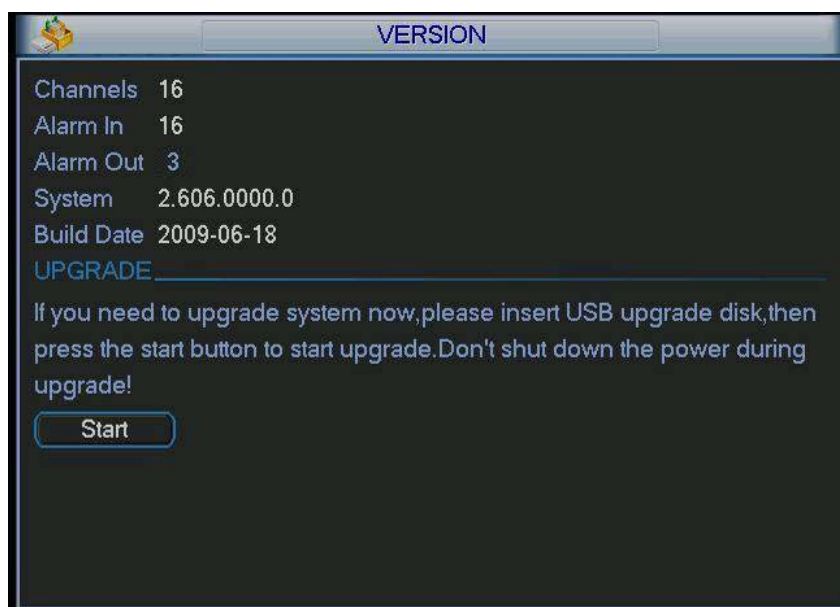 VERSION
Channels 16
Alarm In 16
Alarm Out 3
System 2.606.0000.0
Build Date 2009-06-18
UPGRADE
If you need to upgrade system now,please insert USB upgrade disk,then
press the start button to start upgrade.Don't shut down the power during
upgrade!
Start